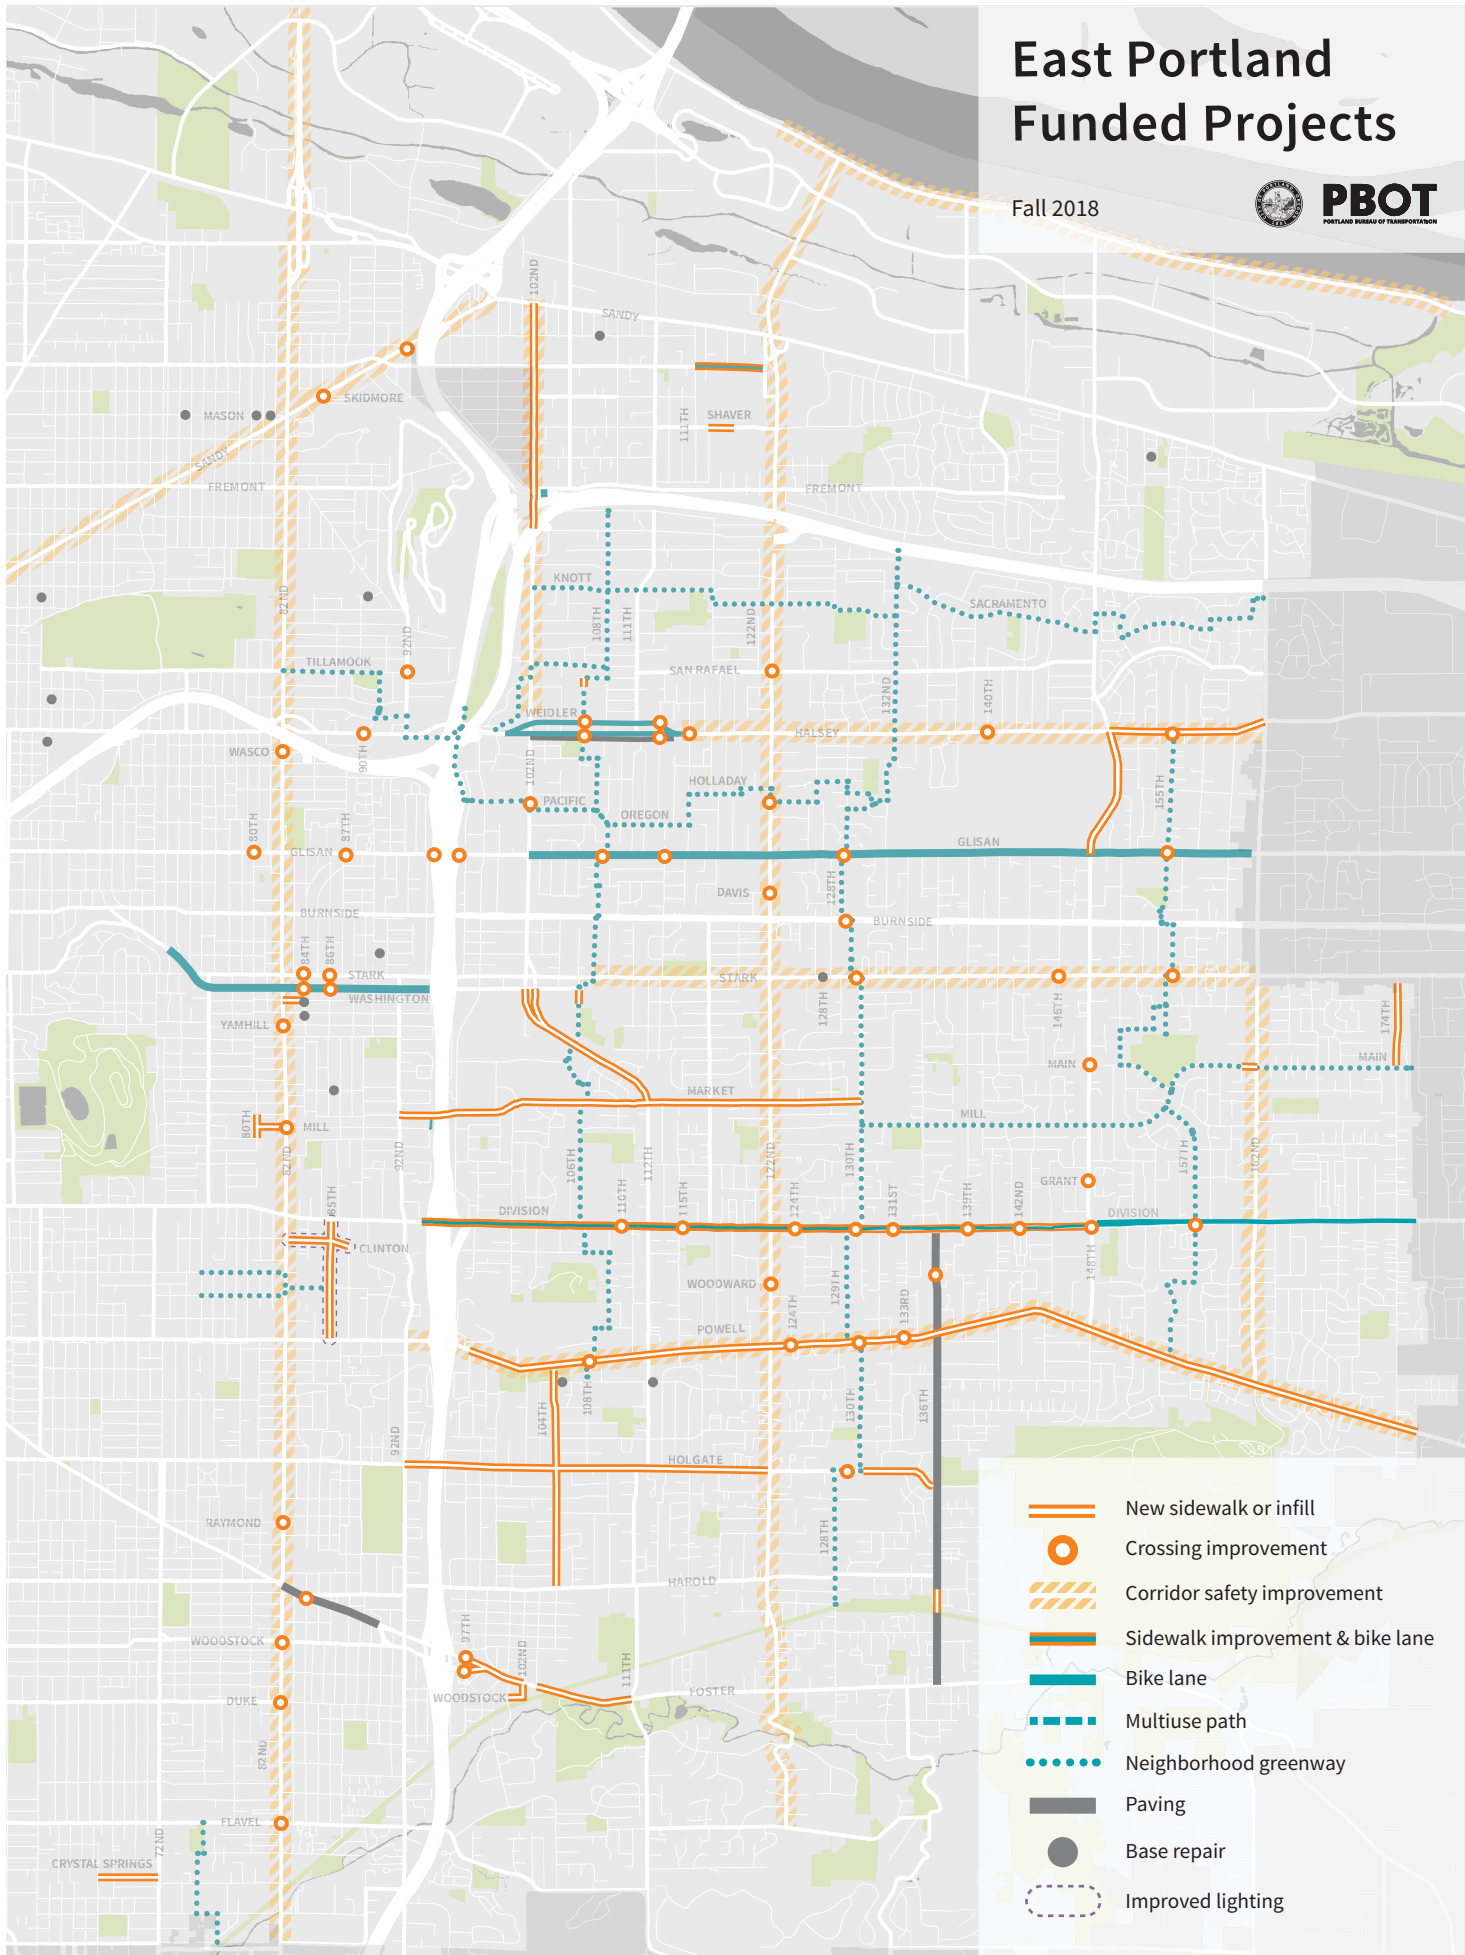 East Portland
Funded Projects
Fall 2018
PBOT
PORTLAND BUREAU OF TRANSPORTATION
102ND
SANDY
SKIDMORE
MASON
111TH
SHAVER
SANDY
FREMONT
FREMONT
KNOTT
82ND
SACRAMENTO
92ND
108TH
111TH
122ND
TILLAMOOK
SAN RAFAEL
132ND
140TH
WEIDLER
HALSEY
WASCO
90TH
102ND
HOLLADAY
155TH
PACIFIC
OREGON
80TH
87TH
GLISAN
GLISAN
DAVIS
128TH
BURNSIDE
BURNSIDE
84TH
86TH
STARK
STARK
WASHINGTON
128TH
146TH
174TH
YAMHILL
MAIN
MAIN
MARKET
80TH
MILL
MILL
82ND
92ND
106TH
112TH
122ND
130TH
157TH
162ND
85TH
110TH
115TH
124TH
131ST
139TH
142ND
GRANT
DIVISION
DIVISION
CLINTON
148TH
WOODWARD
129TH
124TH
133RD
POWELL
104TH
108TH
130TH
136TH
92ND
HOLGATE
RAYMOND
128TH
HAROLD
WOODSTOCK
97TH
102ND
111TH
DUKE
WOODSTOCK
FOSTER
82ND
FLAVEL
72ND
CRYSTAL SPRINGS
New sidewalk or infill
Crossing improvement
Corridor safety improvement
Sidewalk improvement & bike lane
Bike lane
Multiuse path
Neighborhood greenway
Paving
Base repair
Improved lighting